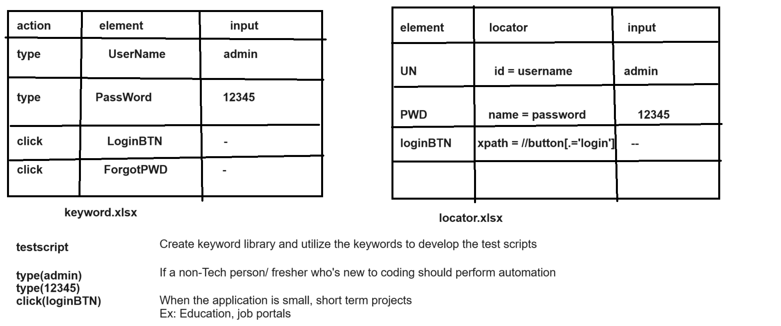 action element input
type UserName admin
type PassWord 12345
click LoginBTN -
click ForgotPWD -
keyword.xlsx
element locator input
UN id = username admin
PWD name = password 12345
loginBTN xpath = //button[.='login'] --
locator.xlsx
testscript Create keyword library and utilize the keywords to develop the test scripts
type(admin) If a non-Tech person/ fresher who's new to coding should perform automation
type(12345)
click(loginBTN) When the application is small, short term projects
Ex: Education, job portals